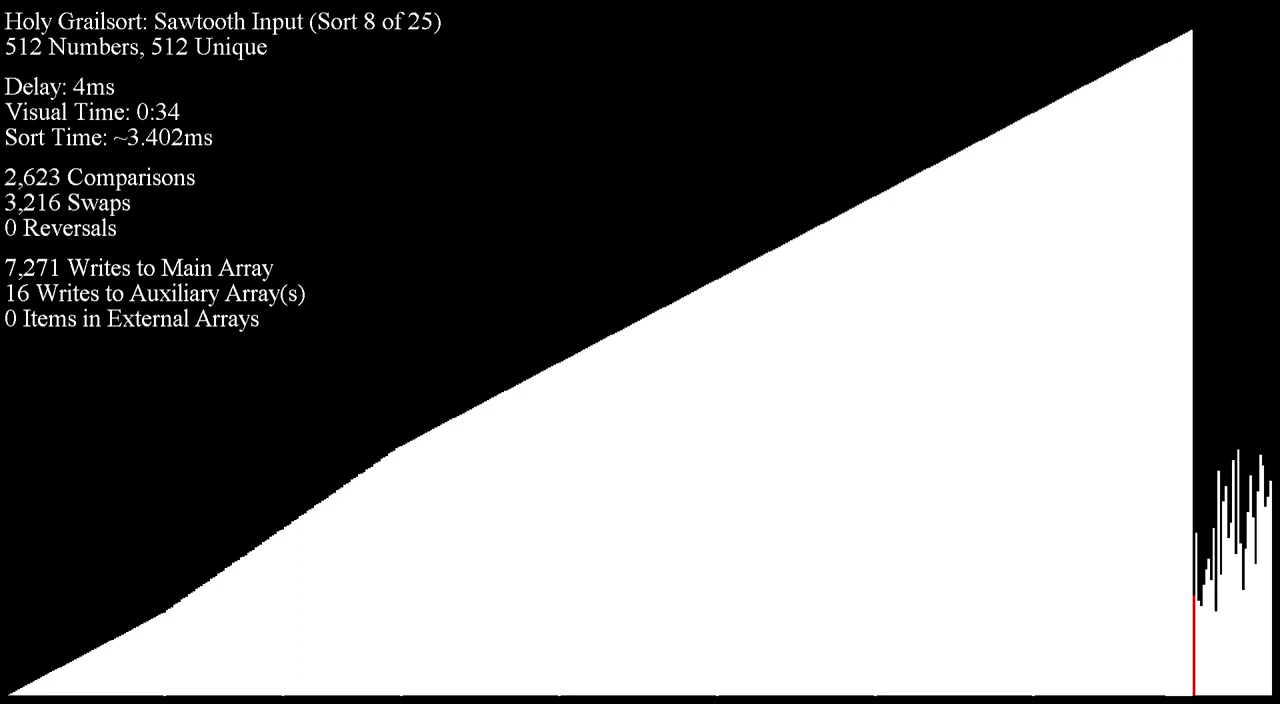 Holy Grailsort: Sawtooth Input (Sort 8 of 25)
512 Numbers, 512 Unique
Delay: 4ms
Visual Time: 0:34
Sort Time: ~3.402ms
2,623 Comparisons
3,216 Swaps
0 Reversals
7,271 Writes to Main Array
16 Writes to Auxiliary Array(s)
0 Items in External Arrays